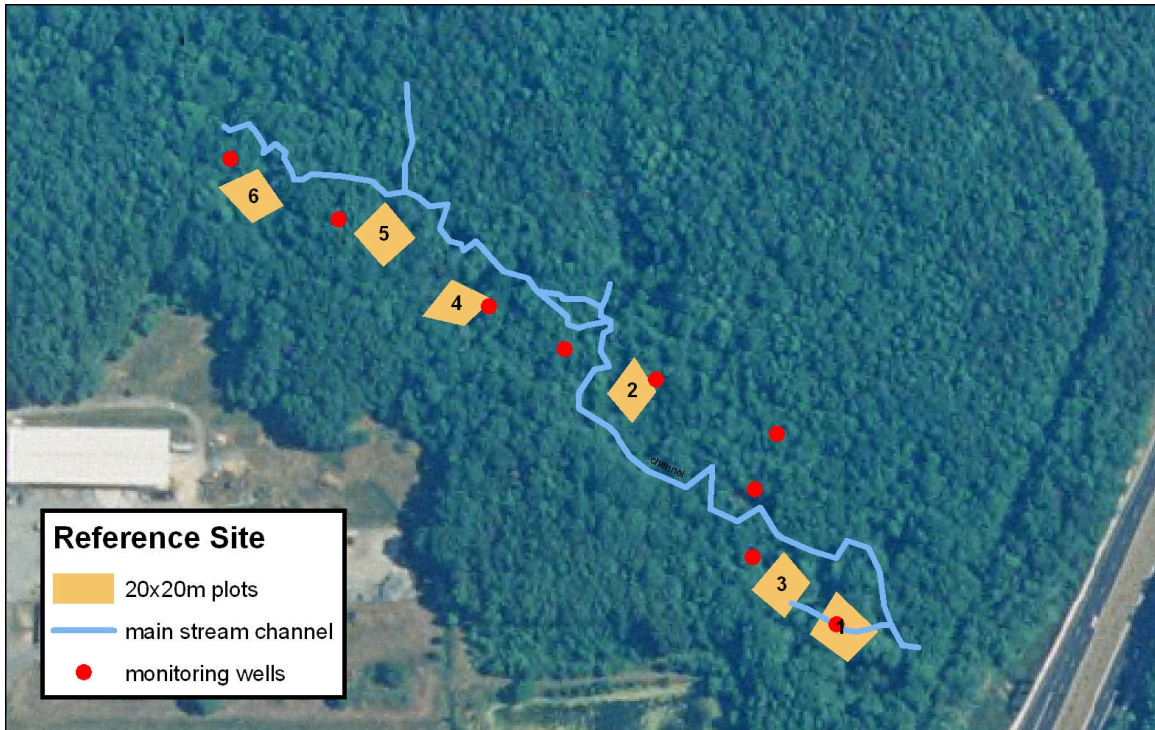 6
5
4
2
channel
3
1
Reference Site
20x20m plots
main stream channel
monitoring wells